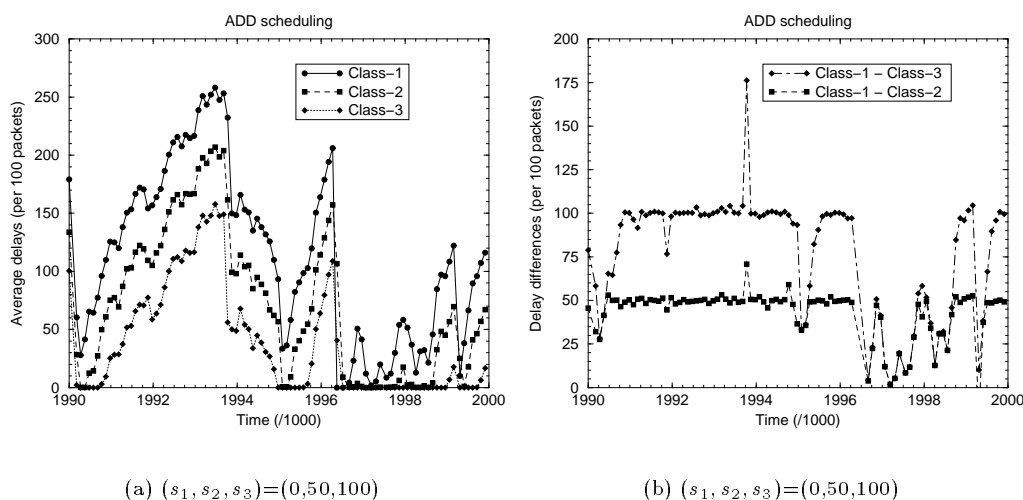 ADD scheduling
300
250
200
150
100
50
0
Average delays (per 100 packets)
Class−1
Class−2
Class−3
1990 1992 1994 1996 1998 2000
Time (/1000)
(a) (s1, s2, s3)=(0,50,100)
ADD scheduling
200
175
150
125
100
75
50
25
0
Delay differences (per 100 packets)
Class−1 − Class−3
Class−1 − Class−2
1990 1992 1994 1996 1998 2000
Time (/1000)
(b) (s1, s2, s3)=(0,50,100)